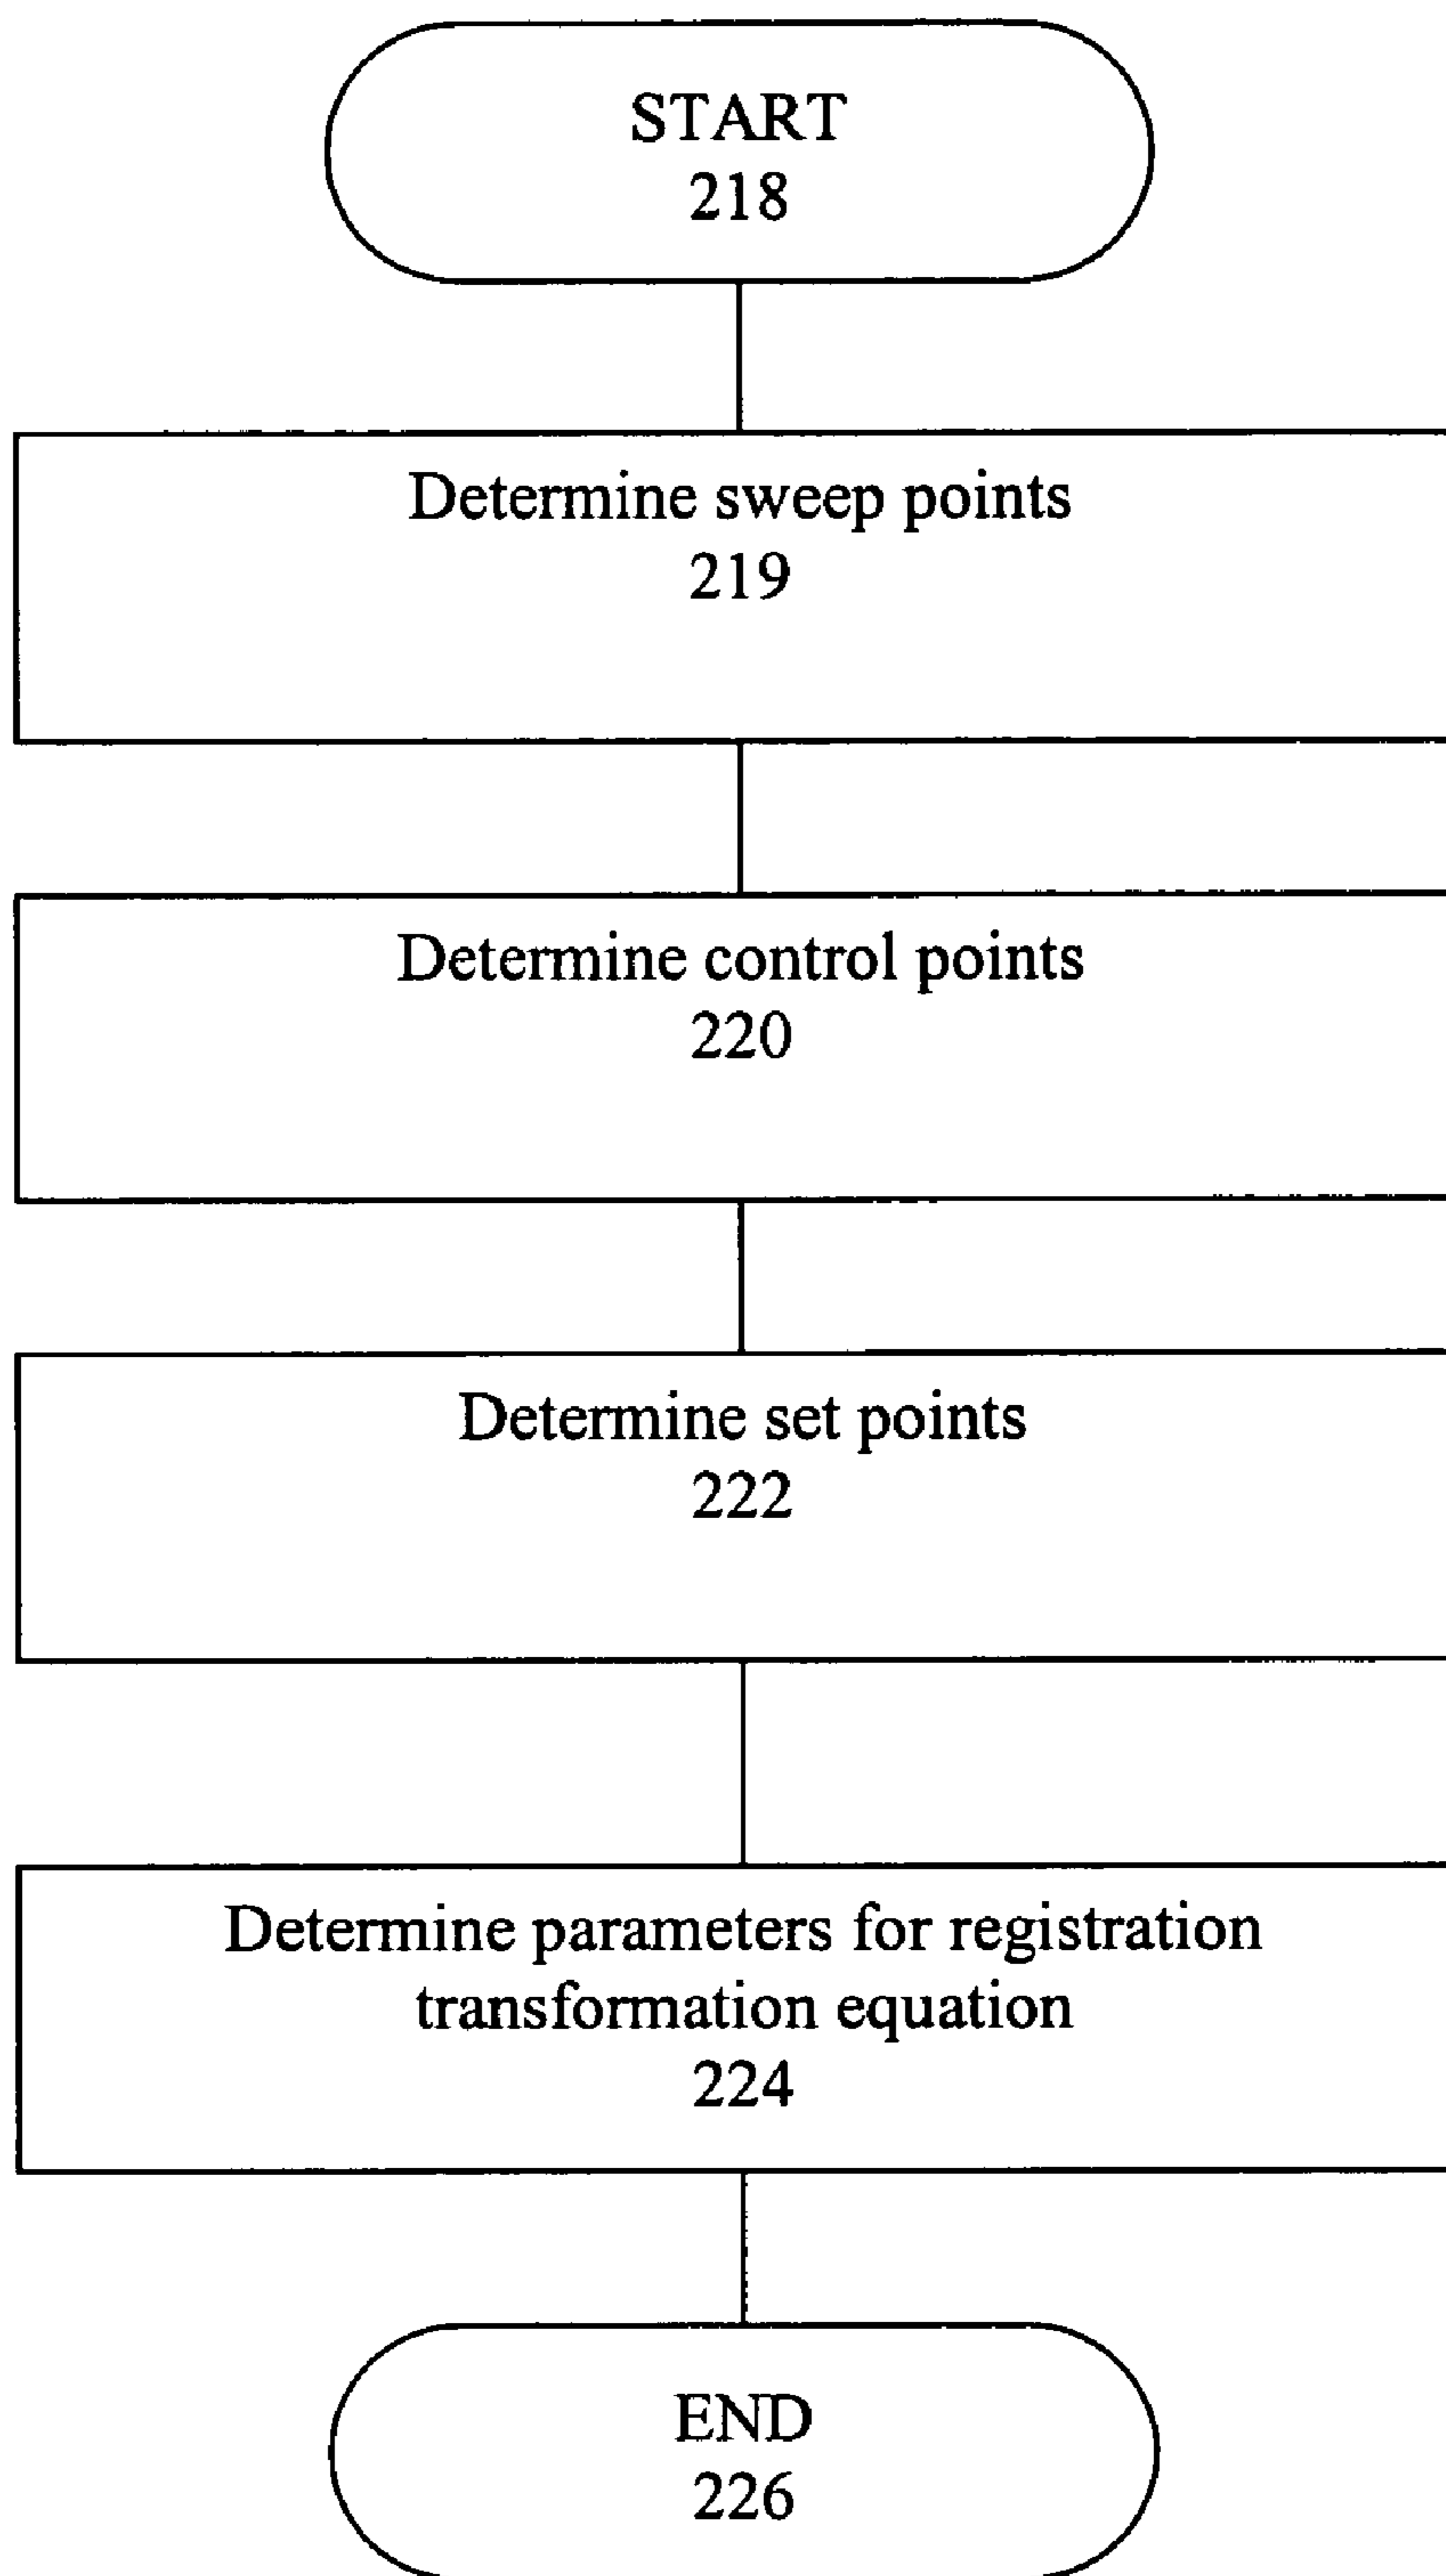 START
218
Determine sweep points
219
Determine control points
220
Determine set points
222
Determine parameters for registration
transformation equation
224
END
226